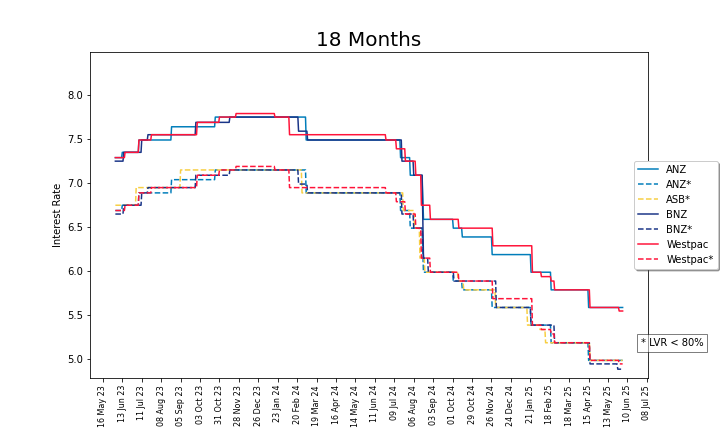 18 Months
Interest Rate
8.0
7.5
7.0
6.5
6.0
5.5
5.0
ANZ
ANZ*
ASB*
BNZ
BNZ*
Westpac
Westpac*
* LVR < 80%
16 May 23
13 Jun 23
11 Jul 23
08 Aug 23
05 Sep 23
03 Oct 23
31 Oct 23
28 Nov 23
26 Dec 23
23 Jan 24
20 Feb 24
19 Mar 24
16 Apr 24
14 May 24
11 Jun 24
09 Jul 24
06 Aug 24
03 Sep 24
01 Oct 24
29 Oct 24
26 Nov 24
24 Dec 24
21 Jan 25
18 Feb 25
18 Mar 25
15 Apr 25
13 May 25
10 Jun 25
08 Jul 25